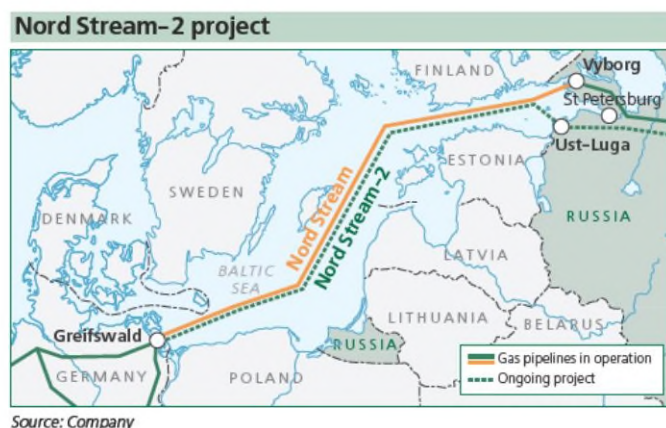 Nord Stream–2 project
FINLAND
Vyborg
St Petersburg
Ust–Luga
ESTONIA
SWEDEN
DENMARK
Nord Stream
Nord Stream–2
RUSSIA
BALTIC
SEA
LATVIA
LITHUANIA
BELARUS
RUSSIA
Greifswald
GERMANY
POLAND
Gas pipelines in operation
Ongoing project
Source: Company